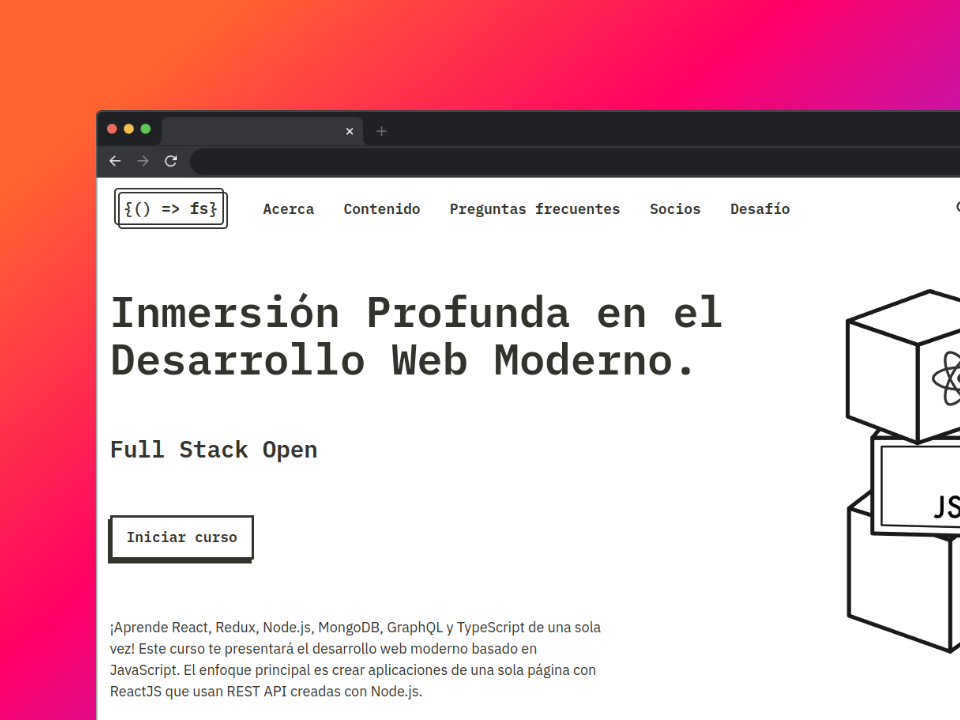 {() => fs}
Acerca Contenido Preguntas frecuentes Socios Desafío
Inmersión Profunda en el
Desarrollo Web Moderno.
Full Stack Open
Iniciar curso
JS
¡Aprende React, Redux, Node.js, MongoDB, GraphQL y TypeScript de una sola
vez! Este curso te presentará el desarrollo web moderno basado en
JavaScript. El enfoque principal es crear aplicaciones de una sola página con
ReactJS que usan REST API creadas con Node.js.